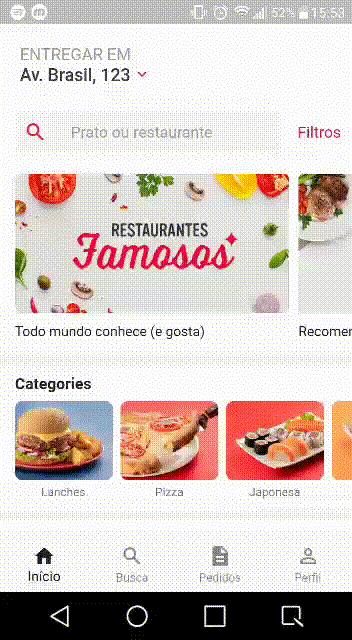 52% 15:53
ENTREGAR EM
Av. Brasil, 123
Prato ou restaurante
Filtros
RESTAURANTES
Famosos
Todo mundo conhece (e gosta)
Recomen
Categories
Lanches
Pizza
Japonesa
Início
Busca
Pedidos
Perfil